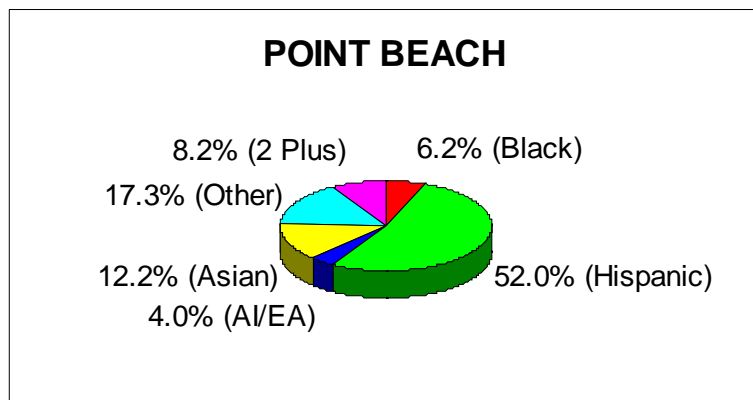 POINT BEACH
8.2% (2 Plus)
6.2% (Black)
17.3% (Other)
12.2% (Asian)
52.0% (Hispanic)
4.0% (AI/EA)